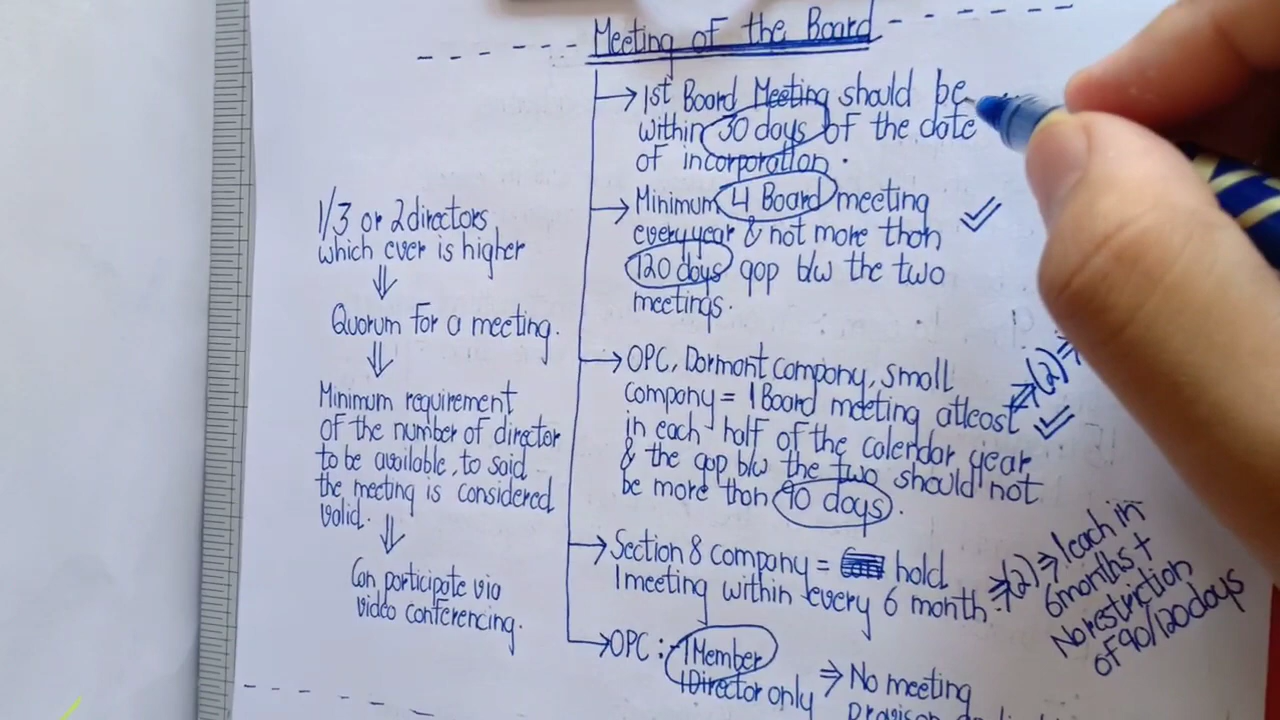 Meeting of the Board
1st Board Meeting should be
within 30 days of the date
of incorporation.
Minimum 4 Board meeting
every year & not more than
120 days gap b/w the two
meetings.
OPC, Dormant company, small
company = 1 Board meeting atleast
in each half of the calendar year
& the gap b/w the two should not
be more than 90 days.
⇒(2)⇒
Section 8 company = hold
1 meeting within every 6 month.
⇒(2)⇒ 1 each in
6 months +
No restriction
of 90/120 days
OPC: 1 Member
1 Director only
⇒ No meeting
1/3 or 2 directors
which ever is higher
Quorum for a meeting.
Minimum requirement
of the number of director
to be available, to said
the meeting is considered
valid.
Can participate via
video conferencing.